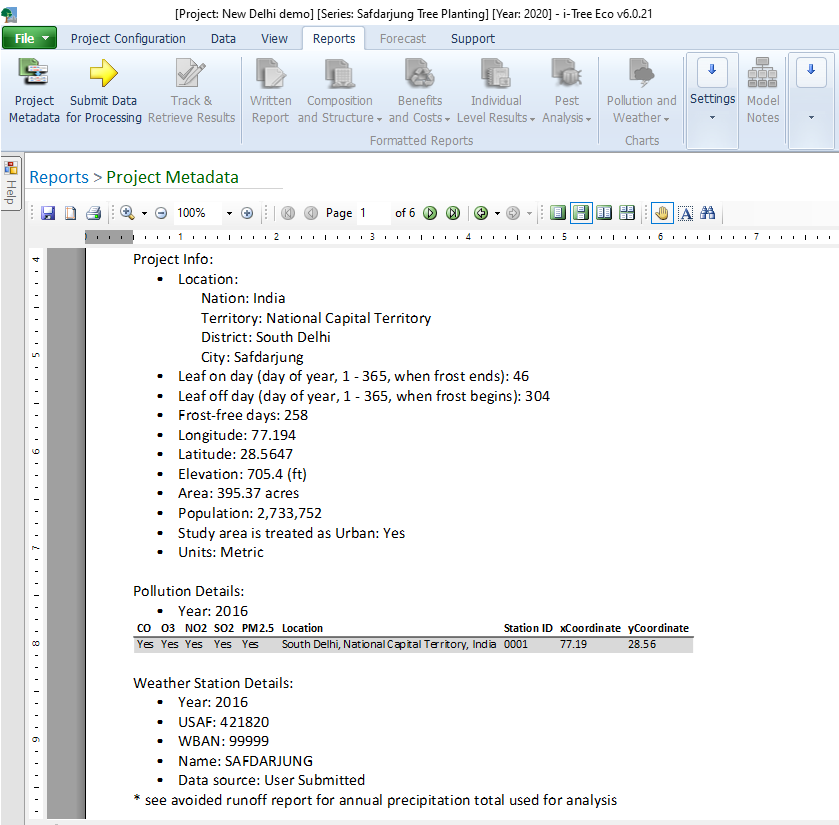 [Project: New Delhi demo] [Series: Safdarjung Tree Planting] [Year: 2020] - i-Tree Eco v6.0.21
File Project Configuration Data View Reports Forecast Support
Project Metadata
Submit Data for Processing
Track & Retrieve Results
Written Report
Composition and Structure
Benefits and Costs
Individual Level Results
Pest Analysis
Pollution and Weather
Settings
Model Notes
Formatted Reports
Charts
Help
Reports > Project Metadata
100% Page 1 of 6
1 2 3 4 5 6 7
4
5
6
7
8
9
Project Info:
• Location:
Nation: India
Territory: National Capital Territory
District: South Delhi
City: Safdarjung
• Leaf on day (day of year, 1 - 365, when frost ends): 46
• Leaf off day (day of year, 1 - 365, when frost begins): 304
• Frost-free days: 258
• Longitude: 77.194
• Latitude: 28.5647
• Elevation: 705.4 (ft)
• Area: 395.37 acres
• Population: 2,733,752
• Study area is treated as Urban: Yes
• Units: Metric
Pollution Details:
• Year: 2016
CO O3 NO2 SO2 PM2.5 Location Station ID xCoordinate yCoordinate
Yes Yes Yes Yes Yes South Delhi, National Capital Territory, India 0001 77.19 28.56
Weather Station Details:
• Year: 2016
• USAF: 421820
• WBAN: 99999
• Name: SAFDARJUNG
• Data source: User Submitted
* see avoided runoff report for annual precipitation total used for analysis